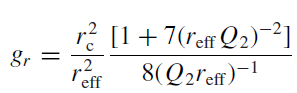 g_r = \frac{r_c^2}{r_{eff}^2} \frac{[1 + 7(r_{eff} Q_2)^{-2}]}{8(Q_2 r_{eff})^{-1}}